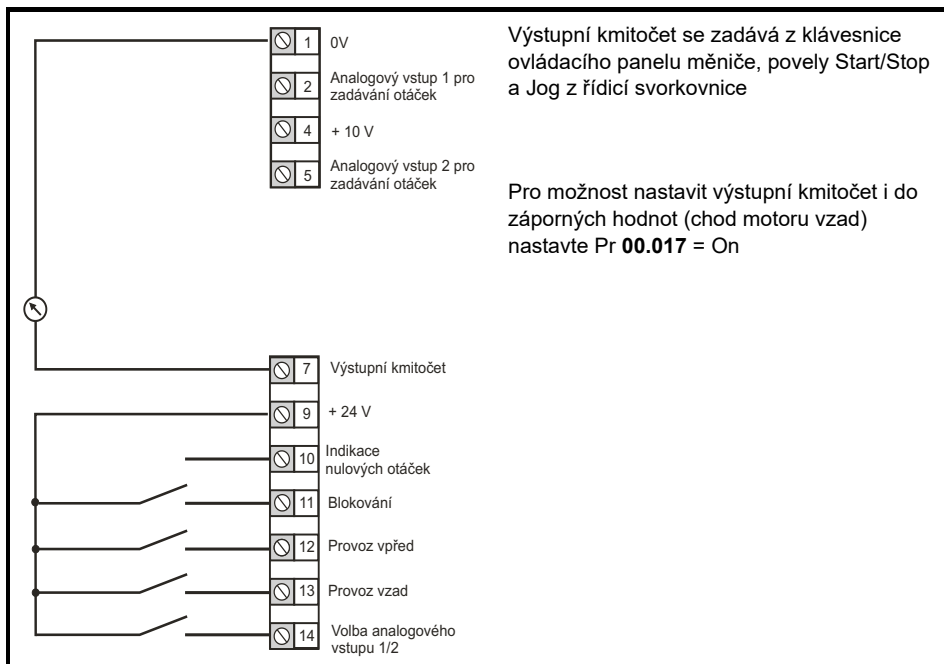 1 0V
2 Analogový vstup 1 pro
zadávání otáček
4 + 10 V
5 Analogový vstup 2 pro
zadávání otáček
Výstupní kmitočet se zadává z klávesnice
ovládacího panelu měniče, povely Start/Stop
a Jog z řídicí svorkovnice
Pro možnost nastavit výstupní kmitočet i do
záporných hodnot (chod motoru vzad)
nastavte Pr 00.017 = On
7 Výstupní kmitočet
9 + 24 V
10 Indikace
nulových otáček
11 Blokování
12 Provoz vpřed
13 Provoz vzad
14 Volba analogového
vstupu 1/2